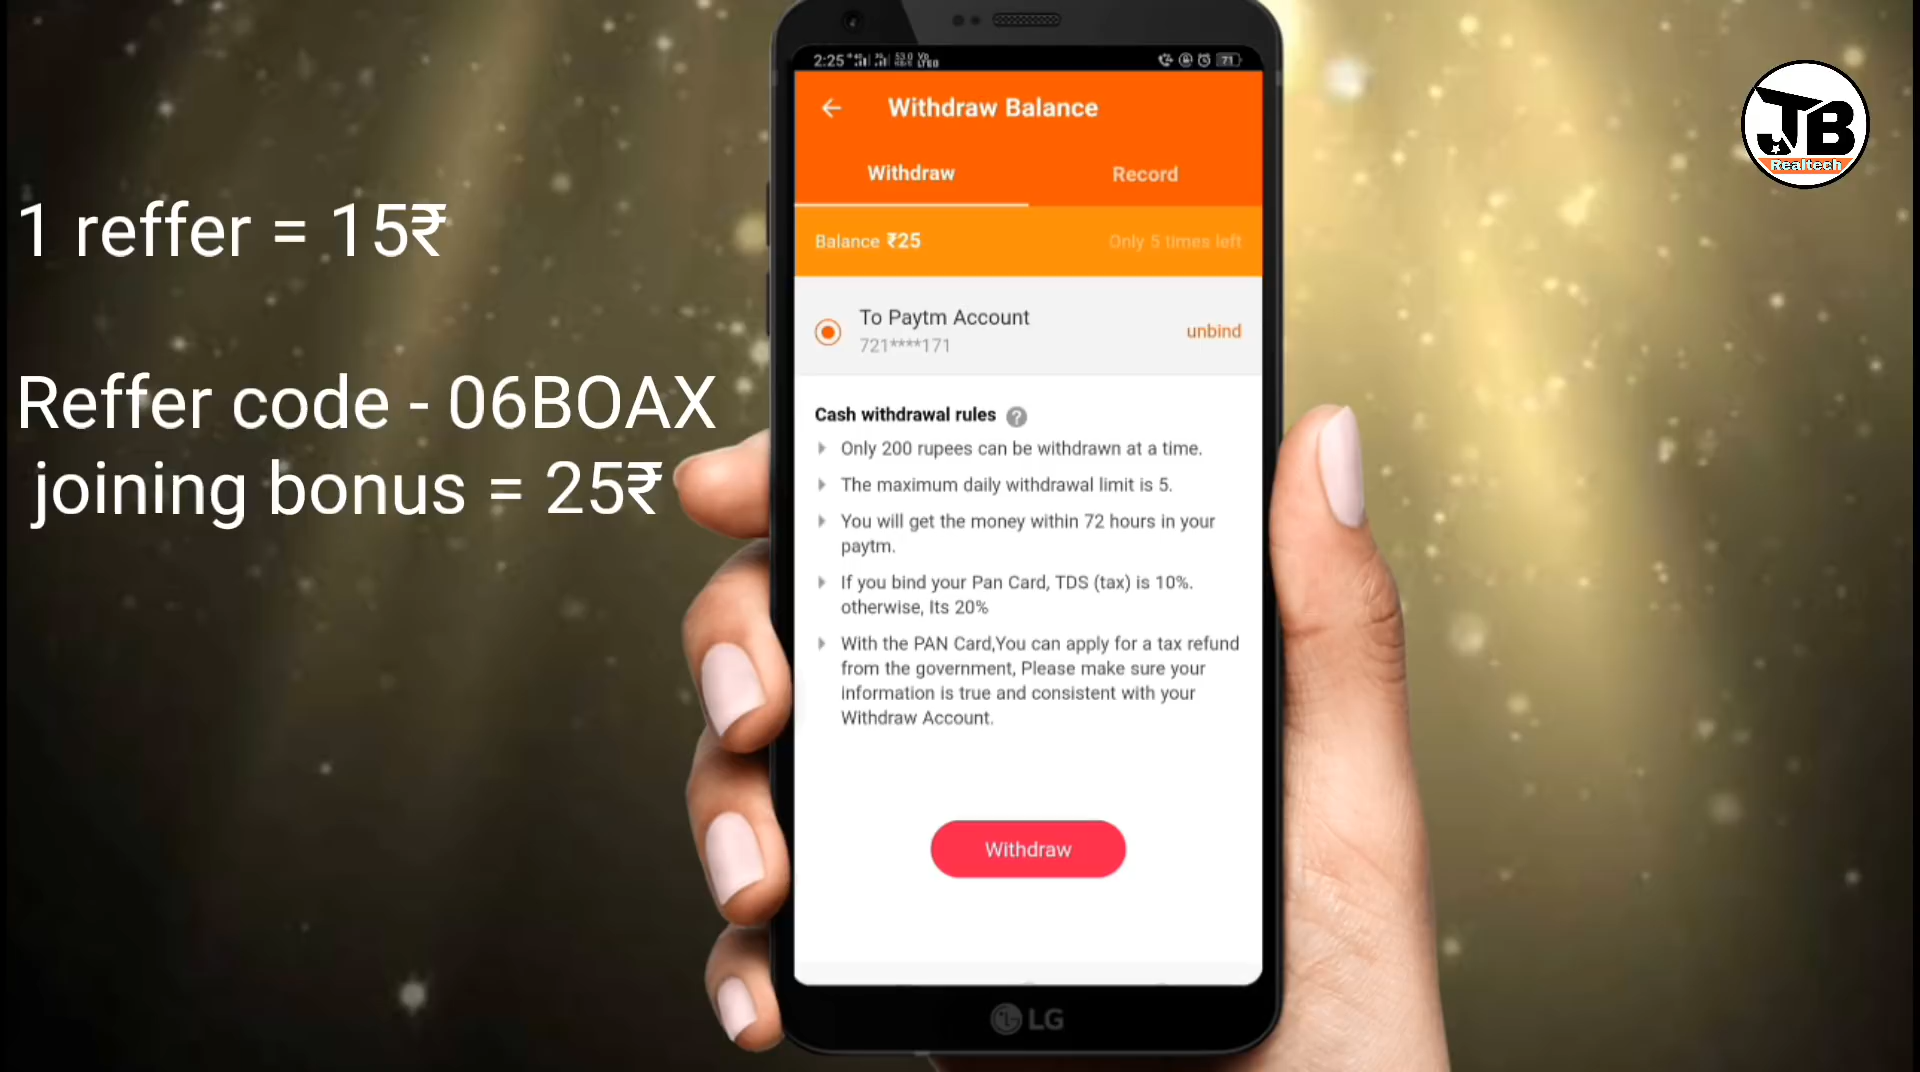 1 reffer = 15₹
Reffer code - 06BOAX
joining bonus = 25₹
2:25
71
Withdraw Balance
Withdraw
Record
Balance ₹25
Only 5 times left
To Paytm Account
721****171
unbind
Cash withdrawal rules ?
Only 200 rupees can be withdrawn at a time.
The maximum daily withdrawal limit is 5.
You will get the money within 72 hours in your
paytm.
If you bind your Pan Card, TDS (tax) is 10%.
otherwise, Its 20%
With the PAN Card,You can apply for a tax refund
from the government, Please make sure your
information is true and consistent with your
Withdraw Account.
Withdraw
LG
JB
Realtech